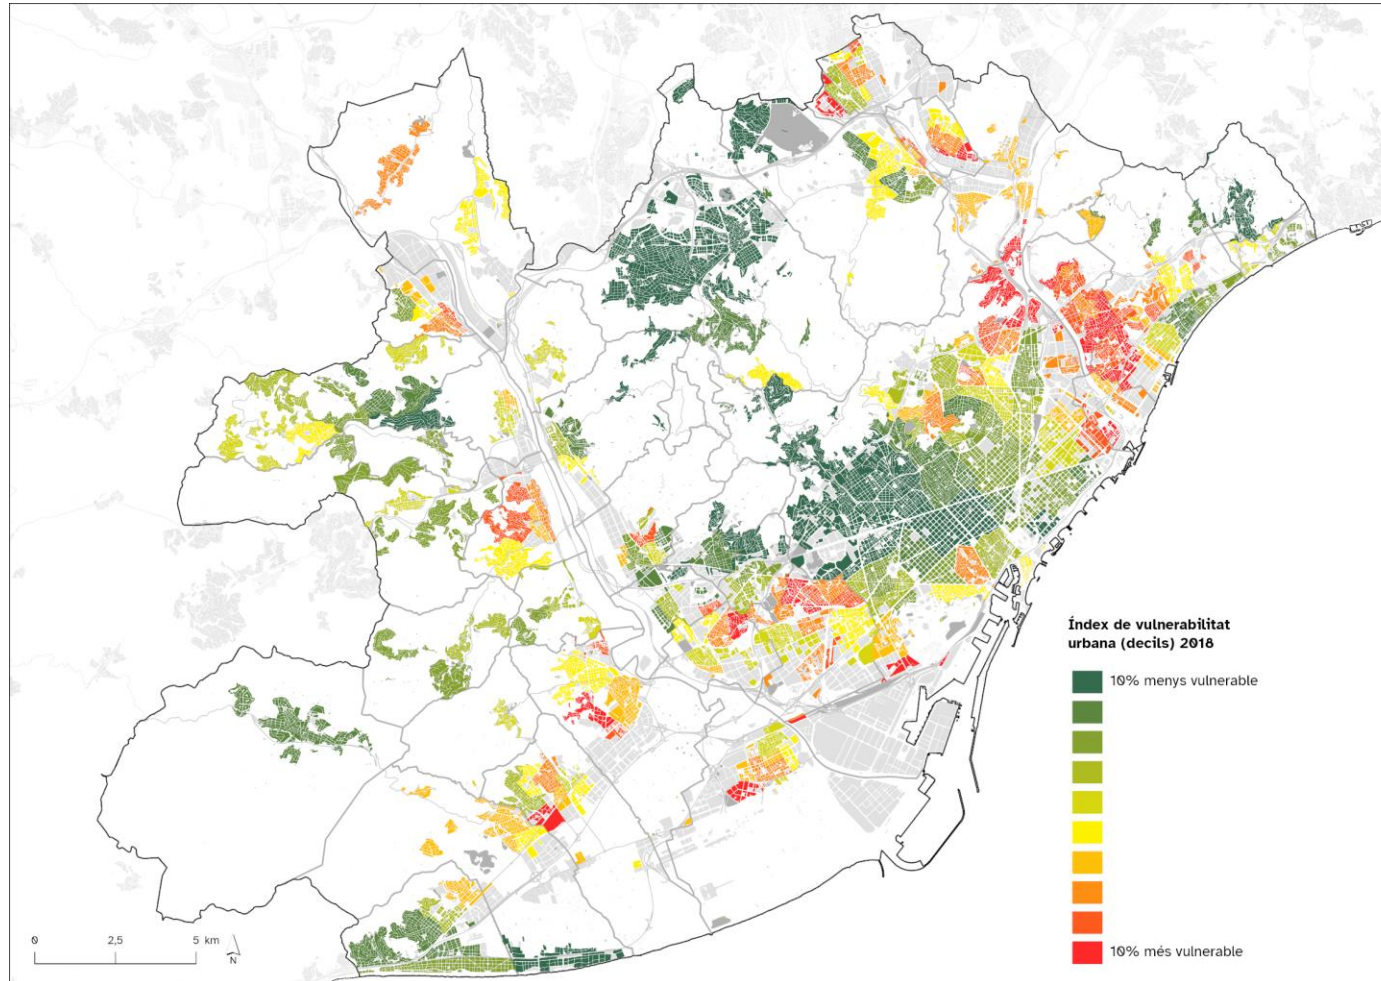 Índex de vulnerabilitat
urbana (decils) 2018
10% menys vulnerable
10% més vulnerable
0 2,5 5 km
N